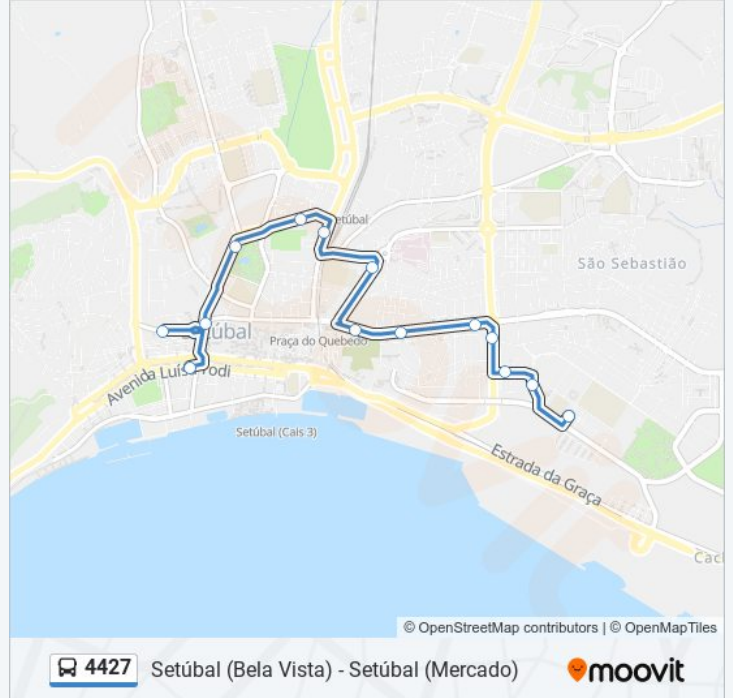 São Sebastião
Praça do Quebedo
Avenida Luísa Todi
Setúbal (Cais 3)
Estrada da Graça
© OpenStreetMap contributors | © OpenMapTiles
4427 Setúbal (Bela Vista) - Setúbal (Mercado) moovit